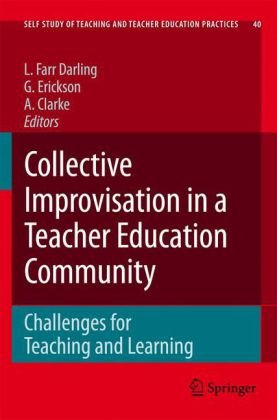 SELF STUDY OF TEACHING AND TEACHER EDUCATION PRACTICES 40
L. Farr Darling
G. Erickson
A. Clarke
Editors
Collective
Improvisation in a
Teacher Education
Community
Challenges for
Teaching and Learning
Springer